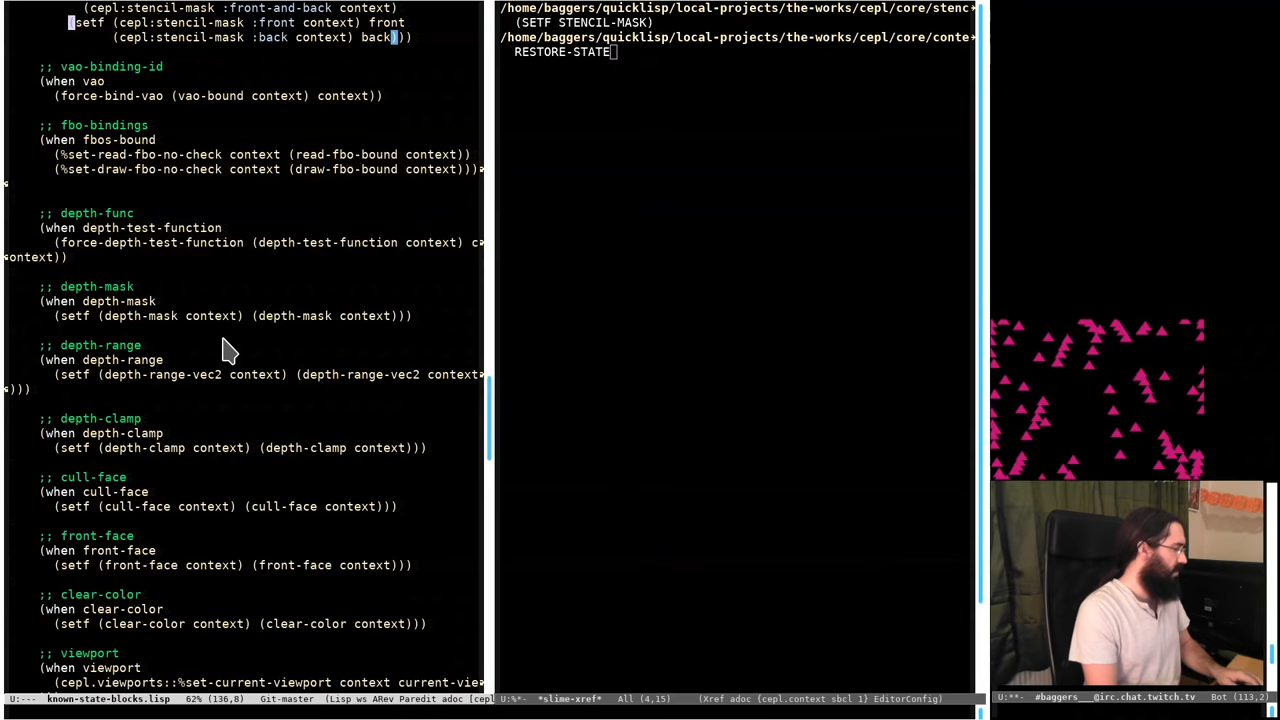 (cepl:stencil-mask :front-and-back context)
(setf (cepl:stencil-mask :front context) front
(cepl:stencil-mask :back context) back)))
;; vao-binding-id
(when vao
(force-bind-vao (vao-bound context) context))
;; fbo-bindings
(when fbos-bound
(%set-read-fbo-no-check context (read-fbo-bound context))
(%set-draw-fbo-no-check context (draw-fbo-bound context)))
;; depth-func
(when depth-test-function
(force-depth-test-function (depth-test-function context) c
ontext))
;; depth-mask
(when depth-mask
(setf (depth-mask context) (depth-mask context)))
;; depth-range
(when depth-range
(setf (depth-range-vec2 context) (depth-range-vec2 context
)))
;; depth-clamp
(when depth-clamp
(setf (depth-clamp context) (depth-clamp context)))
;; cull-face
(when cull-face
(setf (cull-face context) (cull-face context)))
;; front-face
(when front-face
(setf (front-face context) (front-face context)))
;; clear-color
(when clear-color
(setf (clear-color context) (clear-color context)))
;; viewport
(when viewport
(cepl.viewports::%set-current-viewport context current-vie
U:--- known-state-blocks.lisp 62% (136,8) Git-master (Lisp ws ARev Paredit adoc [cepl
/home/baggers/quicklisp/local-projects/the-works/cepl/core/stenc
(SETF STENCIL-MASK)
/home/baggers/quicklisp/local-projects/the-works/cepl/core/conte
RESTORE-STATE
U:%*- *slime-xref* All (4,15) (Xref adoc {cepl.context sbcl 1} EditorConfig)
U:**- #baggers___@irc.chat.twitch.tv Bot (113,2)